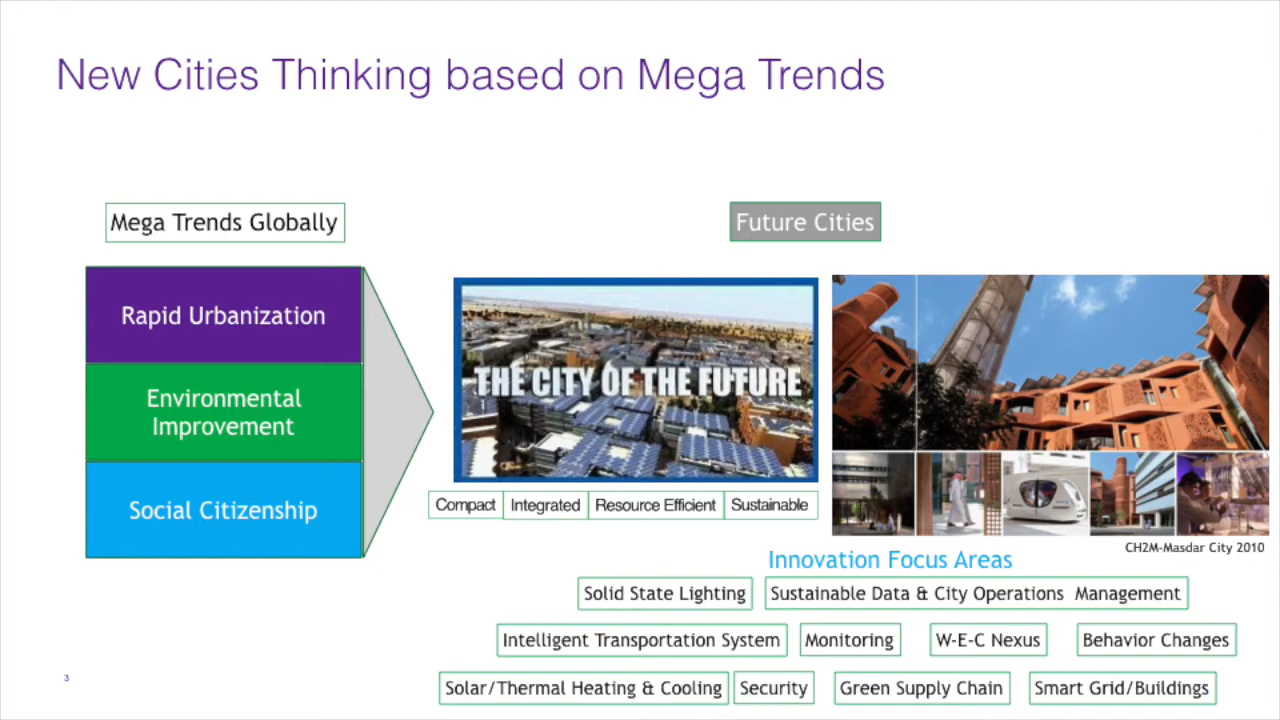 New Cities Thinking based on Mega Trends
Mega Trends Globally
Future Cities
Rapid Urbanization
Environmental
Improvement
Social Citizenship
THE CITY OF THE FUTURE
Compact
Integrated
Resource Efficient
Sustainable
CH2M-Masdar City 2010
Innovation Focus Areas
Solid State Lighting
Sustainable Data & City Operations Management
Intelligent Transportation System
Monitoring
W-E-C Nexus
Behavior Changes
Solar/Thermal Heating & Cooling
Security
Green Supply Chain
Smart Grid/Buildings
3